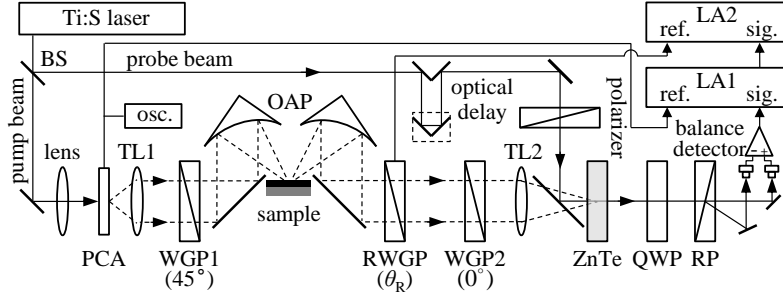 Ti:S laser
BS
probe beam
pump beam
lens
osc.
TL1
OAP
optical
delay
polarizer
TL2
ref.
LA2
sig.
ref.
LA1
sig.
balance
detector
- +
sample
PCA
WGP1
(45°)
RWGP
(θR)
WGP2
(0°)
ZnTe
QWP
RP